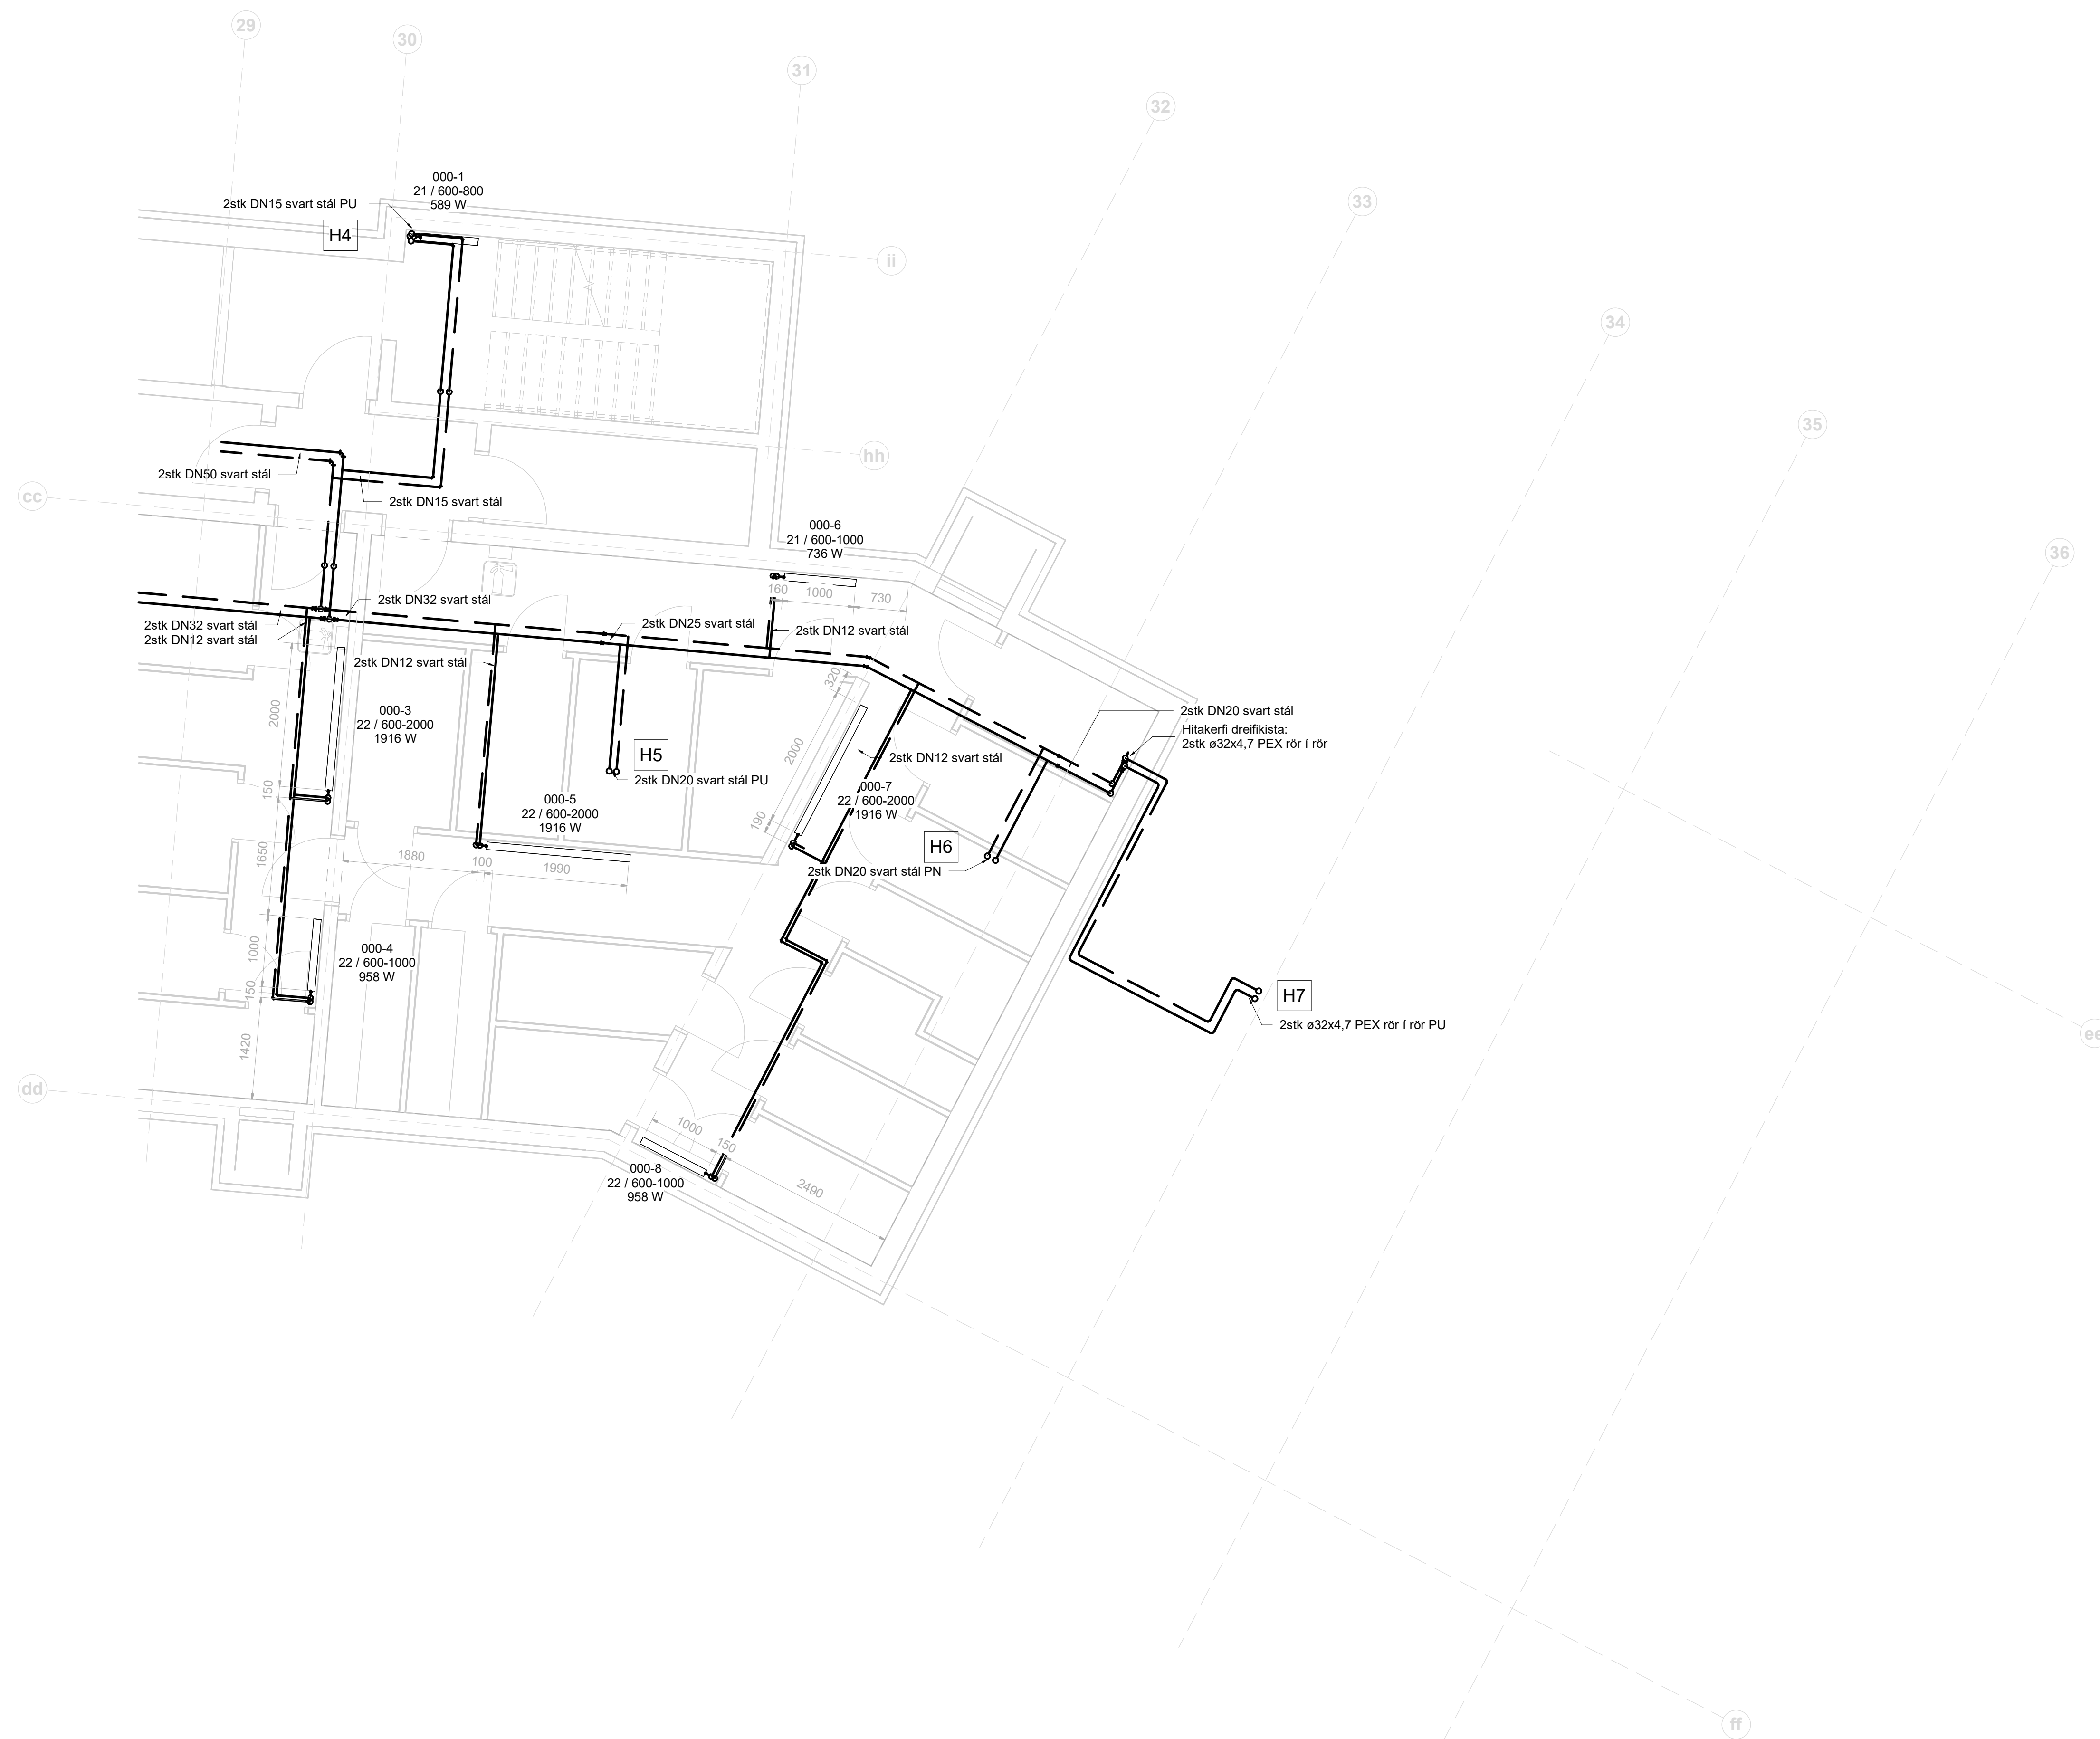 29
30
31
32
33
34
35
36
ii
hh
cc
dd
ee
ff
000-1
21 / 600-800
589 W
2stk DN15 svart stál PU
H4
2stk DN50 svart stál
2stk DN15 svart stál
000-6
21 / 600-1000
736 W
160
1000
730
2stk DN32 svart stál
2stk DN32 svart stál
2stk DN12 svart stál
2stk DN25 svart stál
2stk DN12 svart stál
2stk DN12 svart stál
320
2000
000-3
22 / 600-2000
1916 W
2stk DN20 svart stál
Hitakerfi dreifikista:
2stk ø32x4,7 PEX rör í rör
2000
H5
2stk DN12 svart stál
2stk DN20 svart stál PU
150
000-5
22 / 600-2000
1916 W
000-7
22 / 600-2000
1916 W
190
H6
1650
1880
100
1990
2stk DN20 svart stál PN
000-4
22 / 600-1000
958 W
1000
150
H7
2stk ø32x4,7 PEX rör í rör PU
1420
1000
150
000-8
22 / 600-1000
958 W
2490